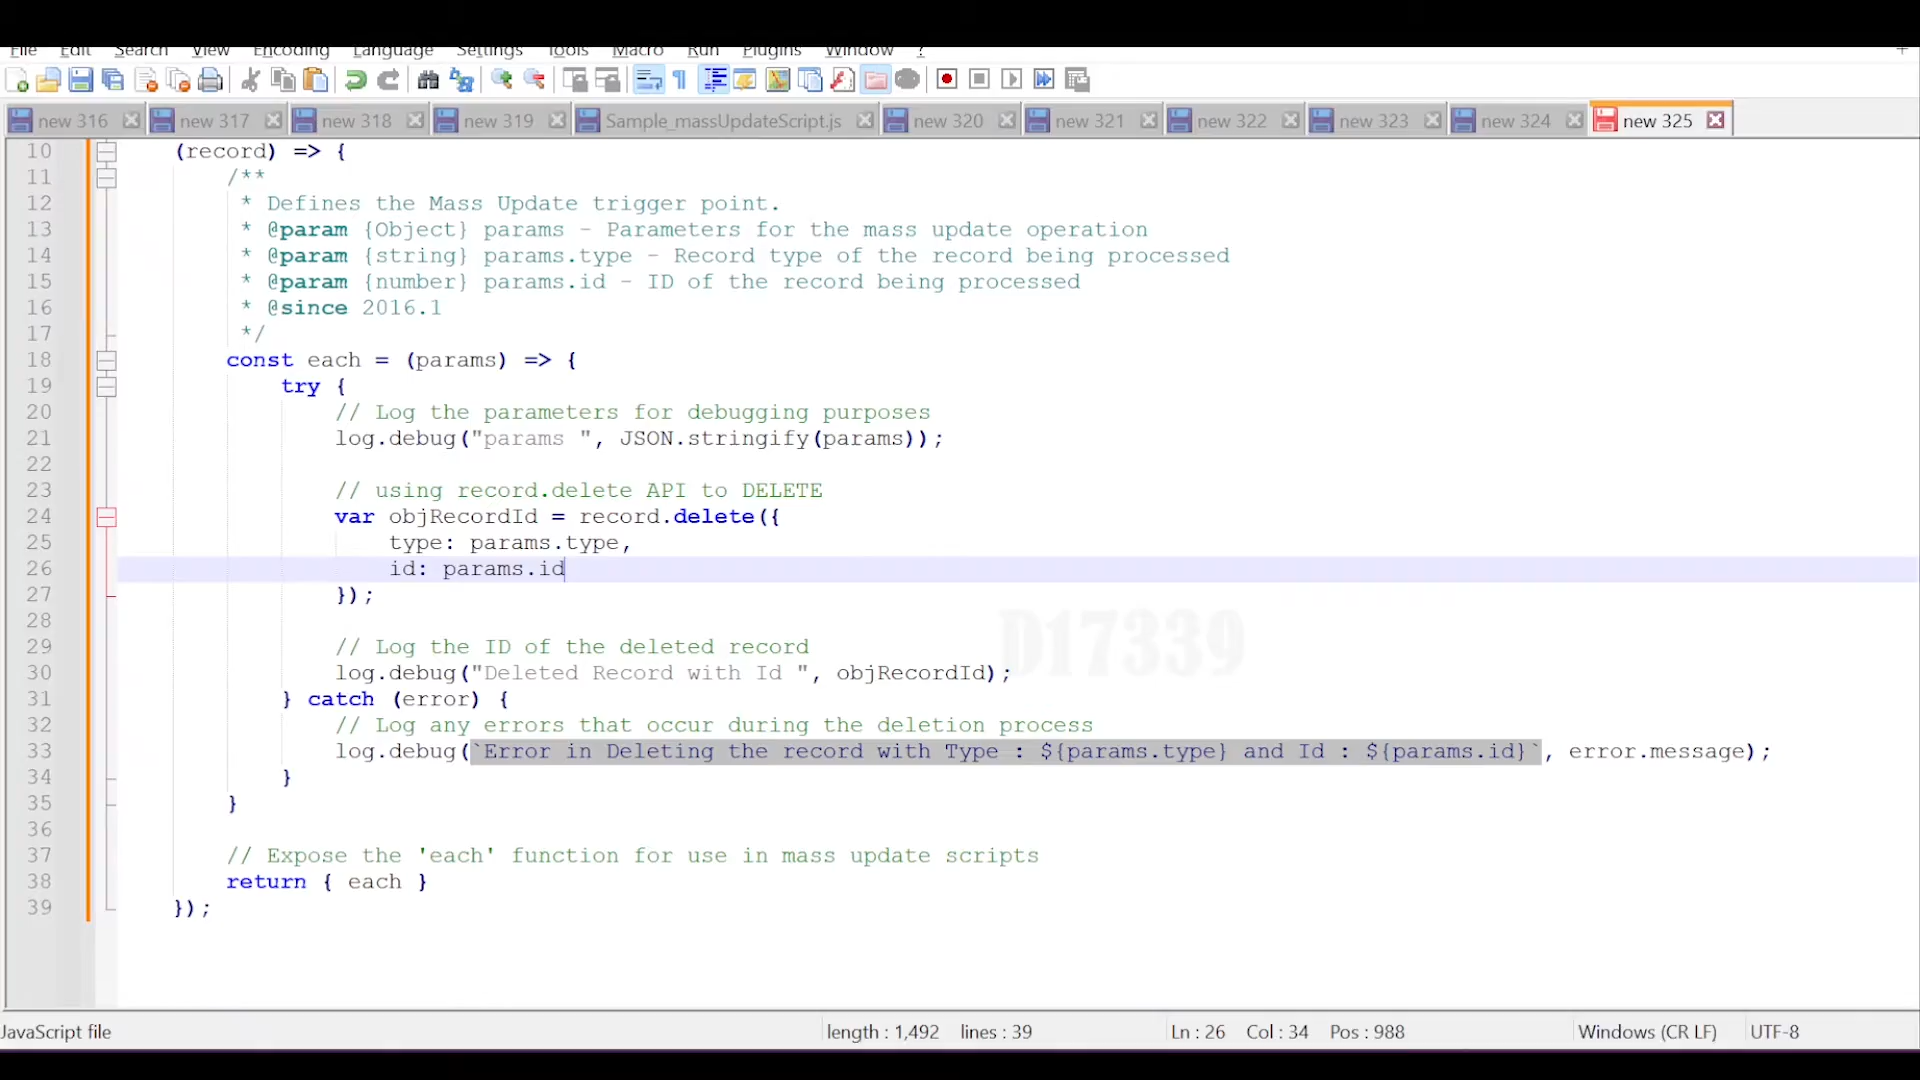 File Edit Search View Encoding Language Settings Tools Macro Run Plugins Window ?
new 316 new 317 new 318 new 319 Sample_massUpdateScript.js new 320 new 321 new 322 new 323 new 324 new 325
10 (record) => {
11 /**
12 * Defines the Mass Update trigger point.
13 * @param {Object} params - Parameters for the mass update operation
14 * @param {string} params.type - Record type of the record being processed
15 * @param {number} params.id - ID of the record being processed
16 * @since 2016.1
17 */
18 const each = (params) => {
19 try {
20 // Log the parameters for debugging purposes
21 log.debug("params ", JSON.stringify(params));
22
23 // using record.delete API to DELETE
24 var objRecordId = record.delete({
25 type: params.type,
26 id: params.id
27 });
28
29 // Log the ID of the deleted record
30 log.debug("Deleted Record with Id ", objRecordId);
31 } catch (error) {
32 // Log any errors that occur during the deletion process
33 log.debug(`Error in Deleting the record with Type : ${params.type} and Id : ${params.id}`, error.message);
34 }
35 }
36
37 // Expose the 'each' function for use in mass update scripts
38 return { each }
39 });
D17339
JavaScript file length : 1,492 lines : 39 Ln : 26 Col : 34 Pos : 988 Windows (CR LF) UTF-8